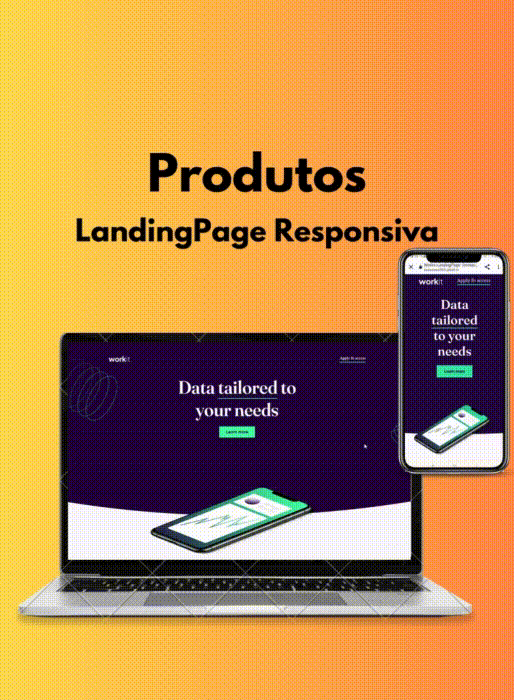 Produtos
LandingPage Responsiva
workit
Apply for access
Data
tailored
to your
needs
Learn more
workit
Apply for access
Data tailored to
your needs
Learn more